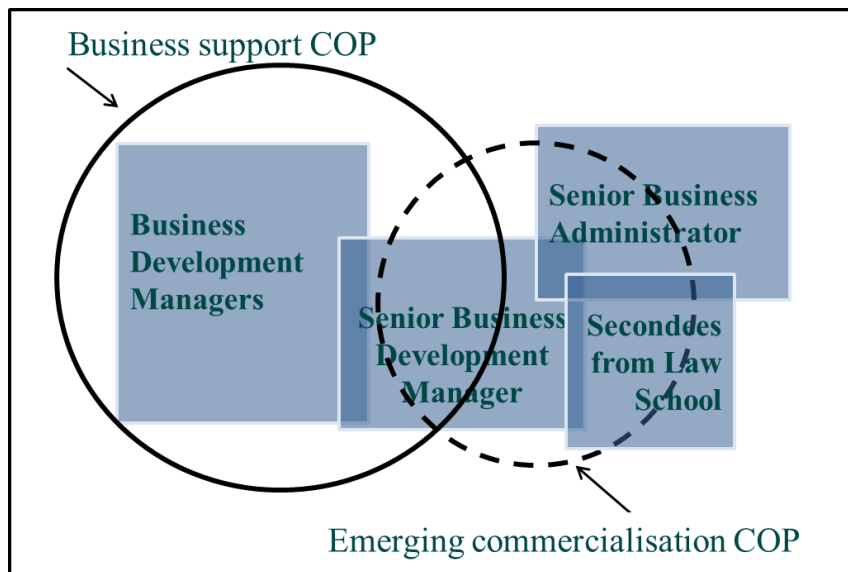 Business support COP
Business
Development
Managers
Senior Business
Development
Manager
Senior Business
Administrator
Secondees
from Law
School
Emerging commercialisation COP